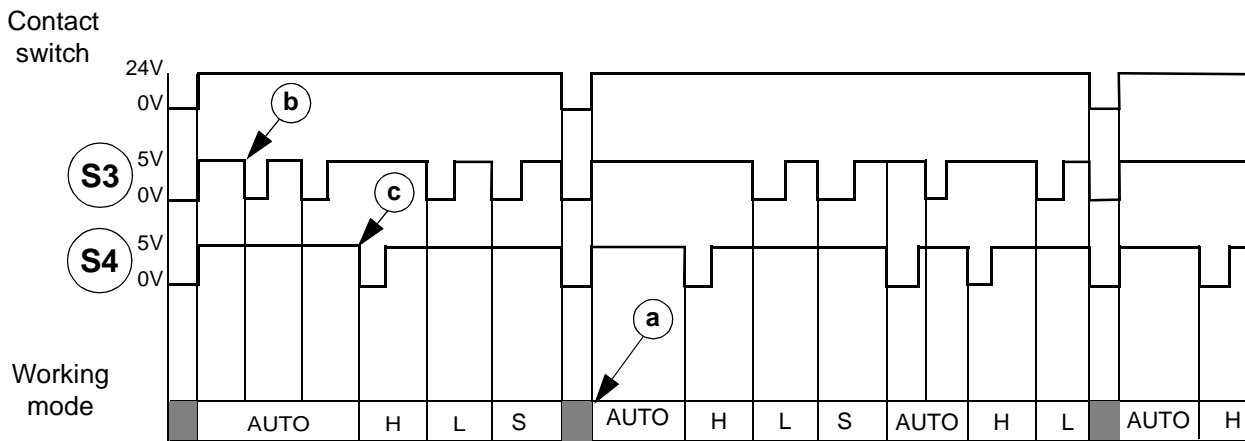 Contact
switch
24V
0V
b
S3
5V
0V
c
S4
5V
0V
a
Working
mode
AUTO H L S AUTO H L S AUTO H L AUTO H